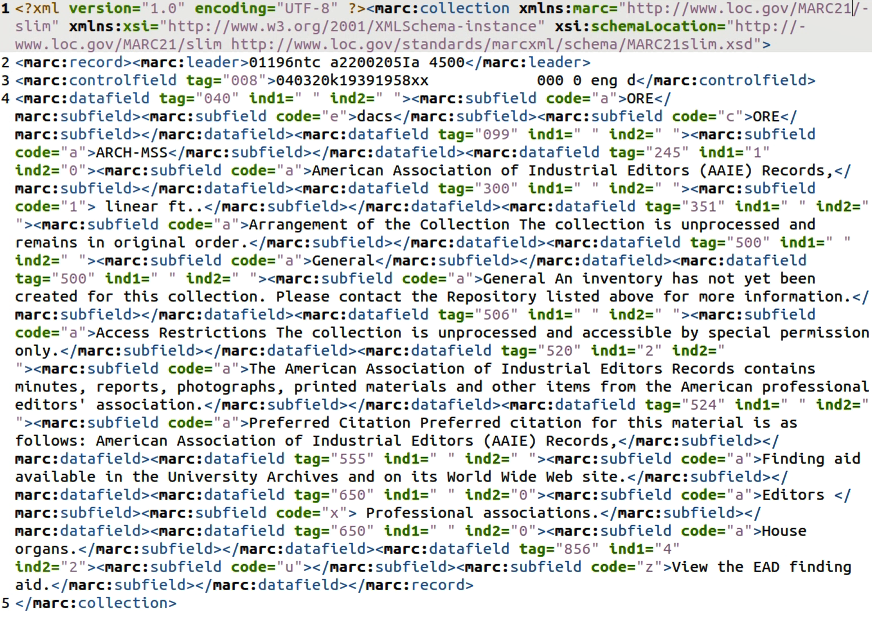 1 <?xml version="1.0" encoding="UTF-8" ?><marc:collection xmlns:marc="http://www.loc.gov/MARC21/-
slim" xmlns:xsi="http://www.w3.org/2001/XMLSchema-instance" xsi:schemaLocation="http://-
www.loc.gov/MARC21/slim http://www.loc.gov/standards/marcxml/schema/MARC21slim.xsd">
2 <marc:record><marc:leader>01196ntc a2200205Ia 4500</marc:leader>
3 <marc:controlfield tag="008">040320k19391958xx            000 0 eng d</marc:controlfield>
4 <marc:datafield tag="040" ind1=" " ind2=" "><marc:subfield code="a">ORE</
marc:subfield><marc:subfield code="e">dacs</marc:subfield><marc:subfield code="c">ORE</
marc:subfield></marc:datafield><marc:datafield tag="099" ind1=" " ind2=" "><marc:subfield
code="a">ARCH-MSS</marc:subfield></marc:datafield><marc:datafield tag="245" ind1="1"
ind2="0"><marc:subfield code="a">American Association of Industrial Editors (AAIE) Records,</
marc:subfield></marc:datafield><marc:datafield tag="300" ind1=" " ind2=" "><marc:subfield
code="1"> linear ft..</marc:subfield></marc:datafield><marc:datafield tag="351" ind1=" " ind2="
"><marc:subfield code="a">Arrangement of the Collection The collection is unprocessed and
remains in original order.</marc:subfield></marc:datafield><marc:datafield tag="500" ind1=" "
ind2=" "><marc:subfield code="a">General</marc:subfield></marc:datafield><marc:datafield
tag="500" ind1=" " ind2=" "><marc:subfield code="a">General An inventory has not yet been
created for this collection. Please contact the Repository listed above for more information.</
marc:subfield></marc:datafield><marc:datafield tag="506" ind1=" " ind2=" "><marc:subfield
code="a">Access Restrictions The collection is unprocessed and accessible by special permission
only.</marc:subfield></marc:datafield><marc:datafield tag="520" ind1="2" ind2="
"><marc:subfield code="a">The American Association of Industrial Editors Records contains
minutes, reports, photographs, printed materials and other items from the American professional
editors' association.</marc:subfield></marc:datafield><marc:datafield tag="524" ind1=" " ind2="
"><marc:subfield code="a">Preferred Citation Preferred citation for this material is as
follows: American Association of Industrial Editors (AAIE) Records,</marc:subfield></
marc:datafield><marc:datafield tag="555" ind1=" " ind2=" "><marc:subfield code="a">Finding aid
available in the University Archives and on its World Wide Web site.</marc:subfield></
marc:datafield><marc:datafield tag="650" ind1=" " ind2="0"><marc:subfield code="a">Editors </
marc:subfield><marc:subfield code="x"> Professional associations.</marc:subfield></
marc:datafield><marc:datafield tag="650" ind1=" " ind2="0"><marc:subfield code="a">House
organs.</marc:subfield></marc:datafield><marc:datafield tag="856" ind1="4"
ind2="2"><marc:subfield code="u"></marc:subfield><marc:subfield code="z">View the EAD finding
aid.</marc:subfield></marc:datafield></marc:record>
5 </marc:collection>